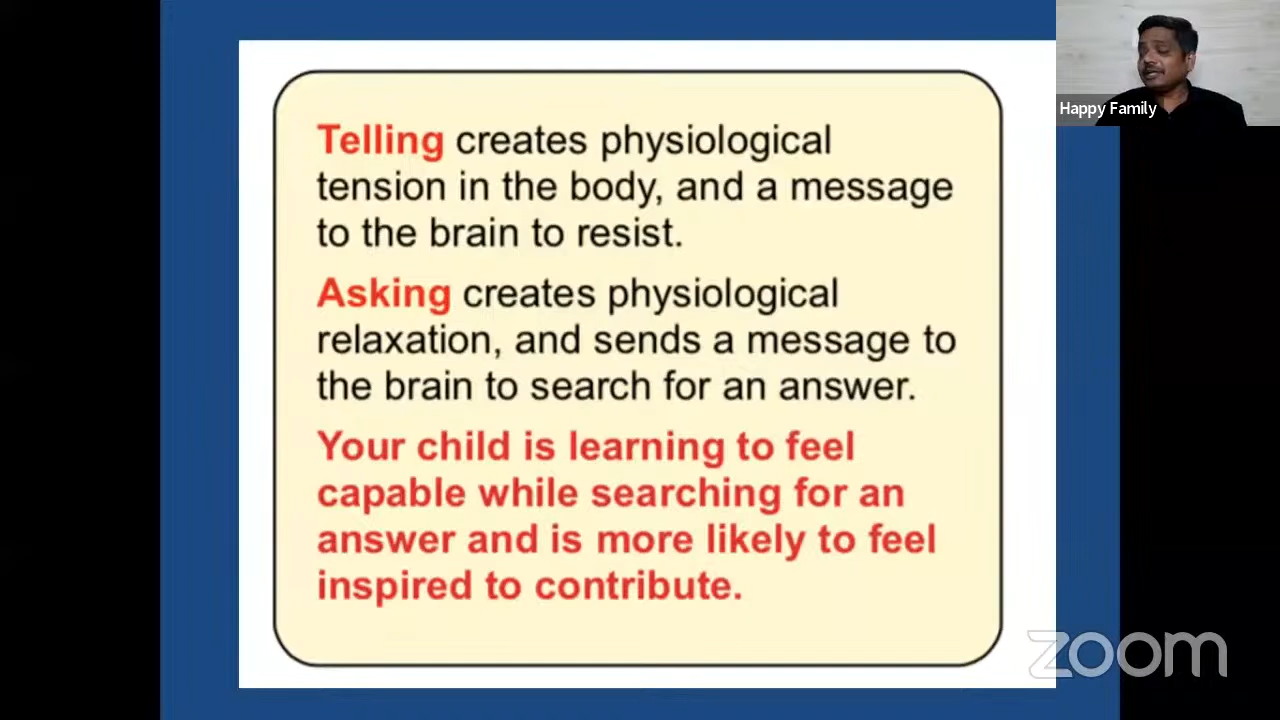 Happy Family
Telling creates physiological
tension in the body, and a message
to the brain to resist.
Asking creates physiological
relaxation, and sends a message to
the brain to search for an answer.
Your child is learning to feel
capable while searching for an
answer and is more likely to feel
inspired to contribute.
zoom